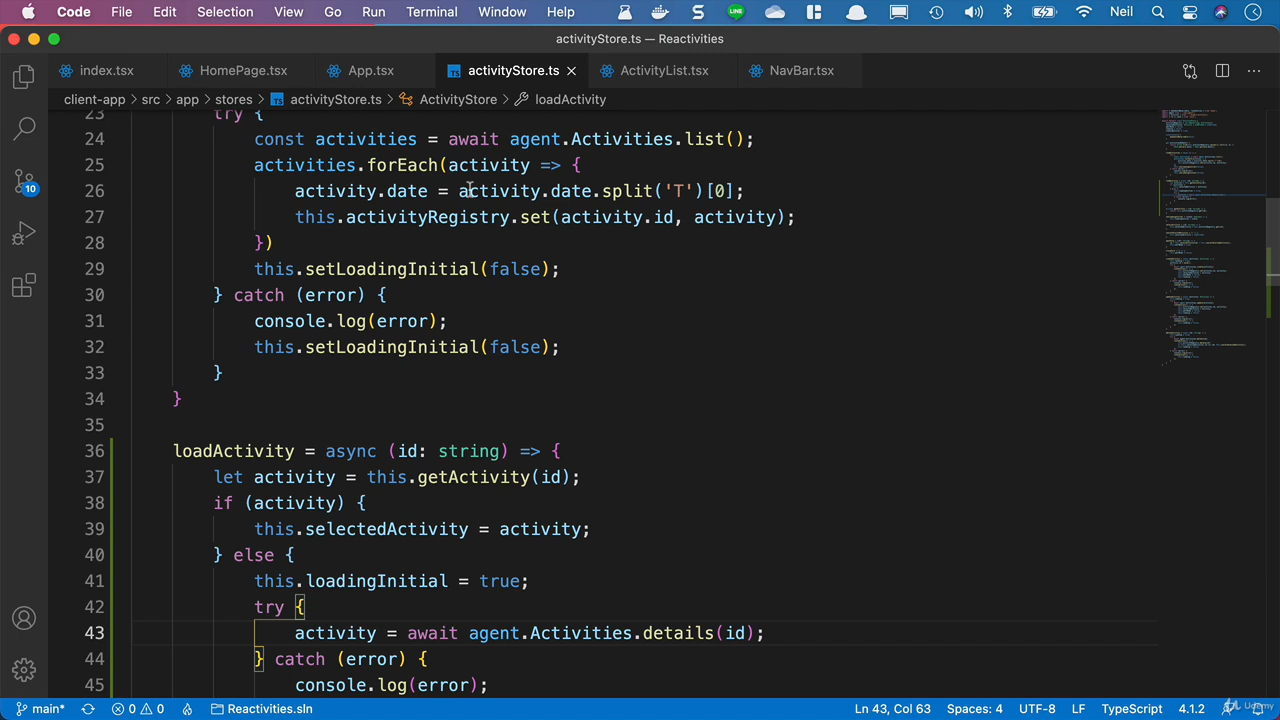 Code File Edit Selection View Go Run Terminal Window Help LINE Neil
activityStore.ts — Reactivities
index.tsx HomePage.tsx App.tsx TS activityStore.ts ActivityList.tsx NavBar.tsx
client-app > src > app > stores > TS activityStore.ts > ActivityStore > loadActivity
23 try {
24 const activities = await agent.Activities.list();
25 activities.forEach(activity => {
26 activity.date = activity.date.split('T')[0];
27 this.activityRegistry.set(activity.id, activity);
28 })
29 this.setLoadingInitial(false);
30 } catch (error) {
31 console.log(error);
32 this.setLoadingInitial(false);
33 }
34 }
35
36 loadActivity = async (id: string) => {
37 let activity = this.getActivity(id);
38 if (activity) {
39 this.selectedActivity = activity;
40 } else {
41 this.loadingInitial = true;
42 try {
43 activity = await agent.Activities.details(id);
44 } catch (error) {
45 console.log(error);
10
main* 0 0 Reactivities.sln Ln 43, Col 63 Spaces: 4 UTF-8 LF TypeScript 4.1.2
Udemy